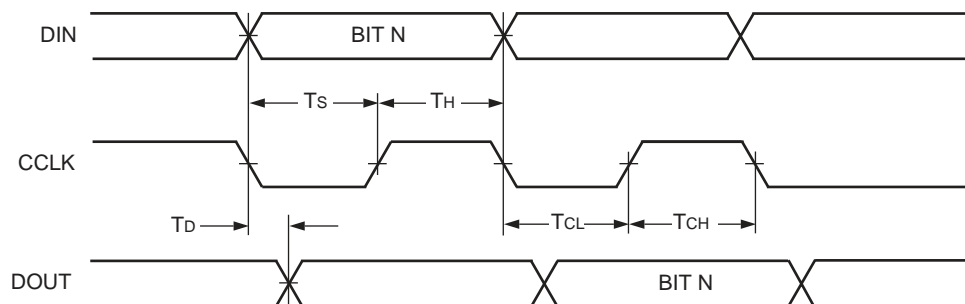 DIN
BIT N
TS
TH
CCLK
TD
TCL
TCH
DOUT
BIT N